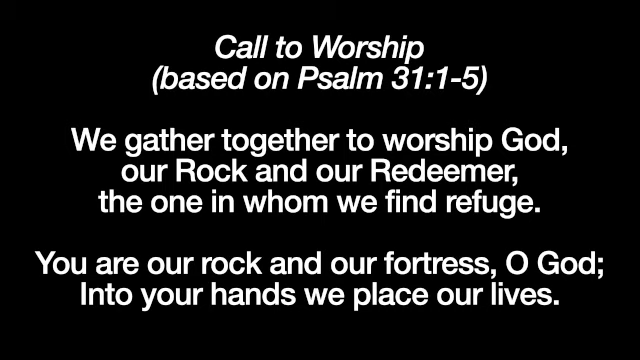 Call to Worship
(based on Psalm 31:1-5)
We gather together to worship God,
our Rock and our Redeemer,
the one in whom we find refuge.
You are our rock and our fortress, O God;
Into your hands we place our lives.